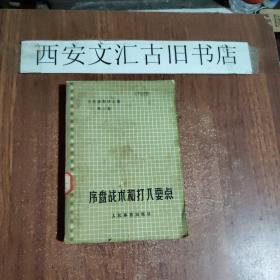 西安文汇古旧书店
序盘战术和打入要点
人民体育出版社